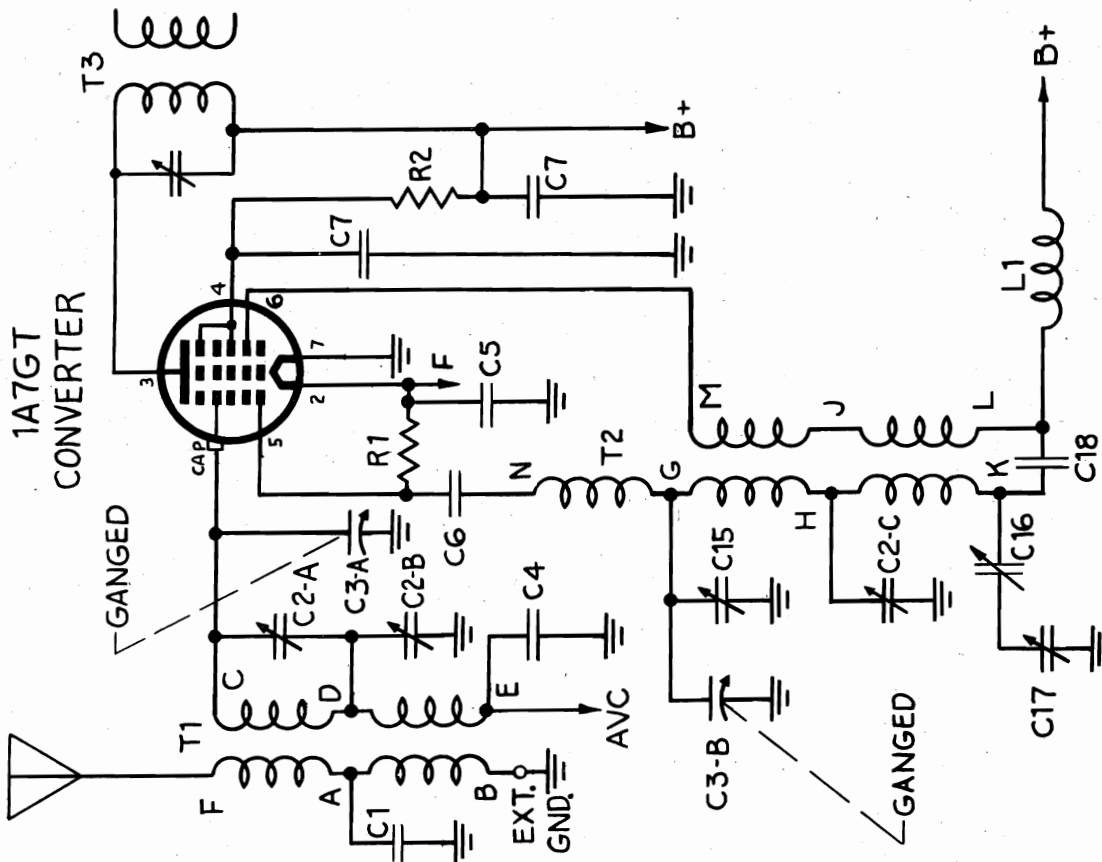 1A7GT
CONVERTER
T3
3
4
CAP
6
5
2
7
R2
C7
C7
B+
GANGED
R1
F
C5
C2-A
C3-A
C6
N
M
C
T1
D
C2-B
F
A
E
C4
T2
G
J
C1
B
EXT.
GND.
AVC
C15
H
L
L1
B+
C3-B
C2-C
K
C16
C18
GANGED
C17